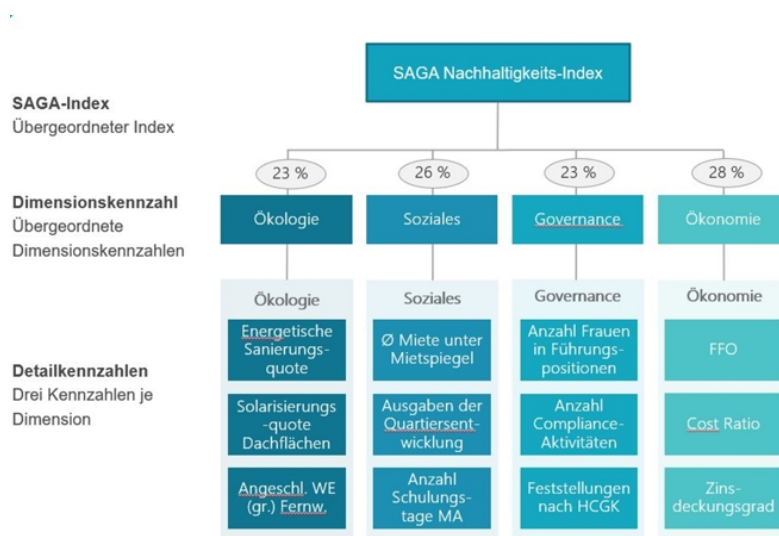 SAGA Nachhaltigkeits-Index
SAGA-Index
Übergeordneter Index
23 %
26 %
23 %
28 %
Dimensionskennzahl
Übergeordnete
Dimensionskennzahlen
Ökologie
Soziales
Governance
Ökonomie
Detailkennzahlen
Drei Kennzahlen je
Dimension
Ökologie
Energetische
Sanierungs-
quote
Solarisierungs
-quote
Dachflächen
Angeschl. WE
(gr.) Fernw.
Soziales
Ø Miete unter
Mietspiegel
Ausgaben der
Quartiersent-
wicklung
Anzahl
Schulungs-
tage MA
Governance
Anzahl Frauen
in Führungs-
positionen
Anzahl
Compliance-
Aktivitäten
Feststellungen
nach HCGK
Ökonomie
FFO
Cost Ratio
Zins-
deckungsgrad